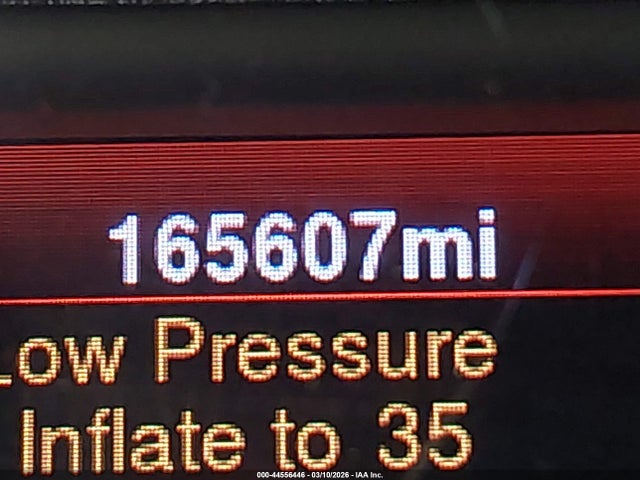 165607mi
Low Pressure
Inflate to 35
000-44556446 - 03/10/2026 - IAA Inc.